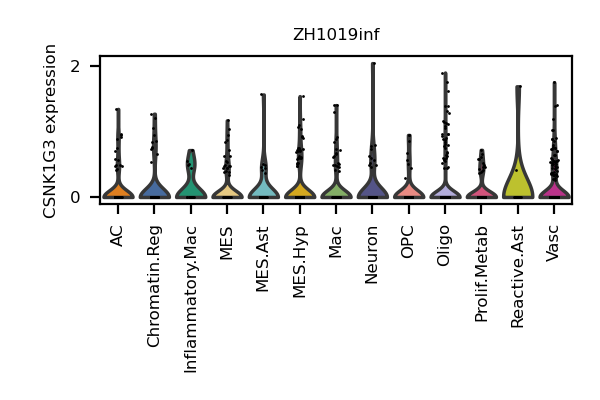 ZH1019inf
CSNK1G3 expression
2
0
AC
Chromatin.Reg
Inflammatory.Mac
MES
MES.Ast
MES.Hyp
Mac
Neuron
OPC
Oligo
Prolif.Metab
Reactive.Ast
Vasc